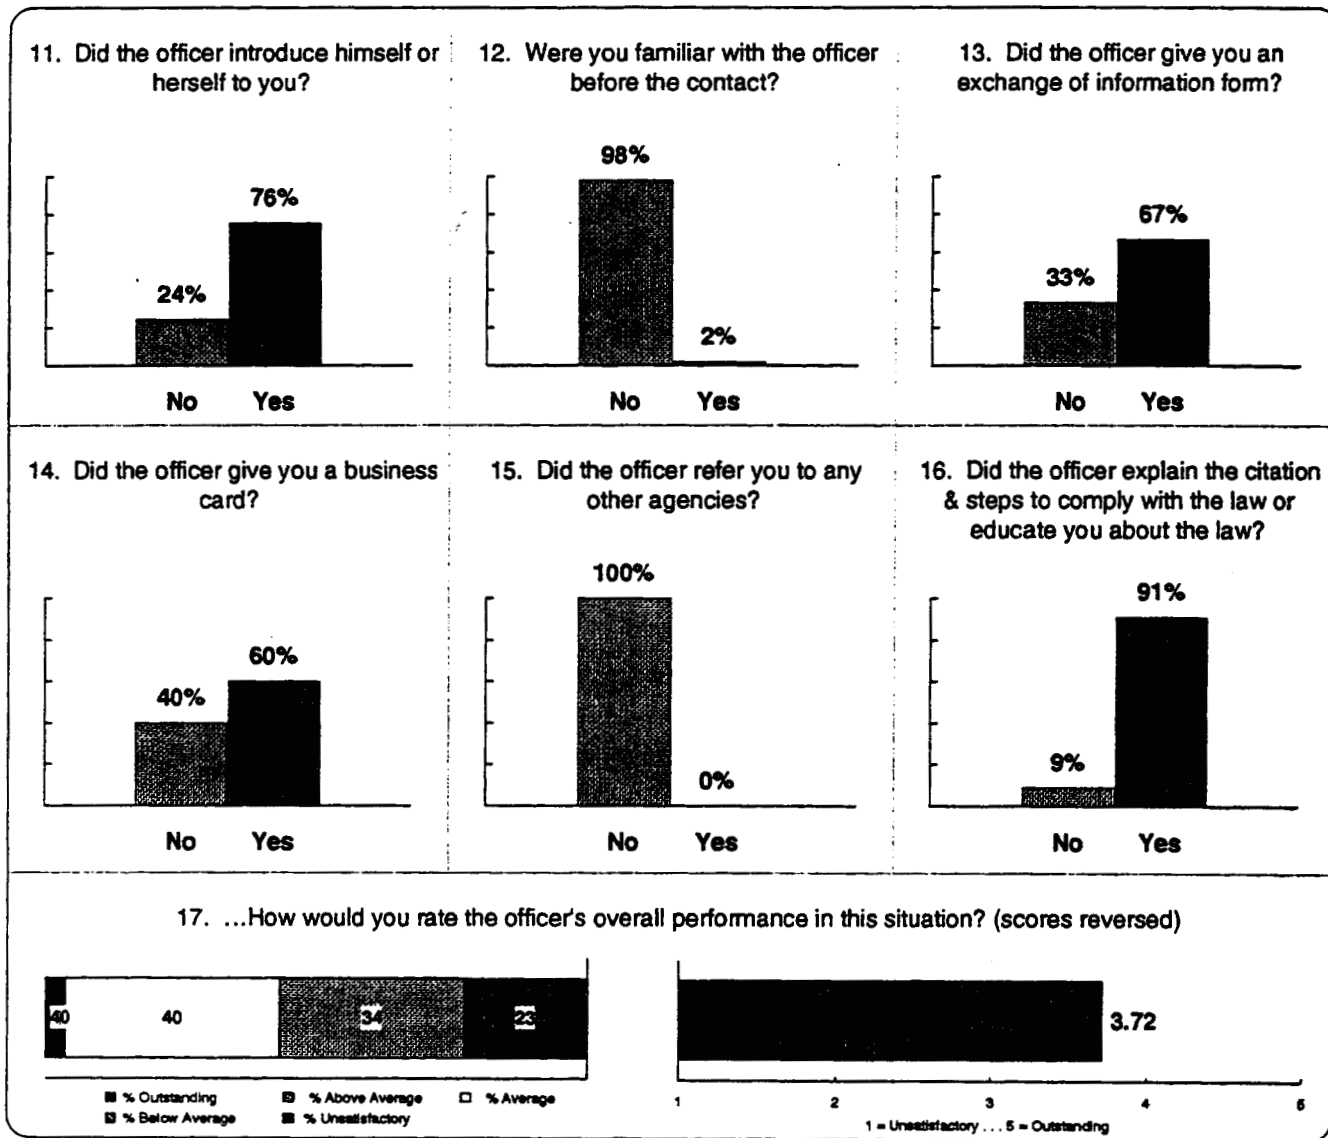 11. Did the officer introduce himself or
herself to you?
76%
24%
No Yes
12. Were you familiar with the officer
before the contact?
98%
2%
No Yes
13. Did the officer give you an
exchange of information form?
67%
33%
No Yes
14. Did the officer give you a business
card?
60%
40%
No Yes
15. Did the officer refer you to any
other agencies?
100%
0%
No Yes
16. Did the officer explain the citation
& steps to comply with the law or
educate you about the law?
91%
9%
No Yes
17. ...How would you rate the officer's overall performance in this situation? (scores reversed)
40 40 34 23
% Outstanding % Above Average % Average
% Below Average % Unsatisfactory
3.72
1 2 3 4 5
1 = Unsatisfactory . . . 5 = Outstanding